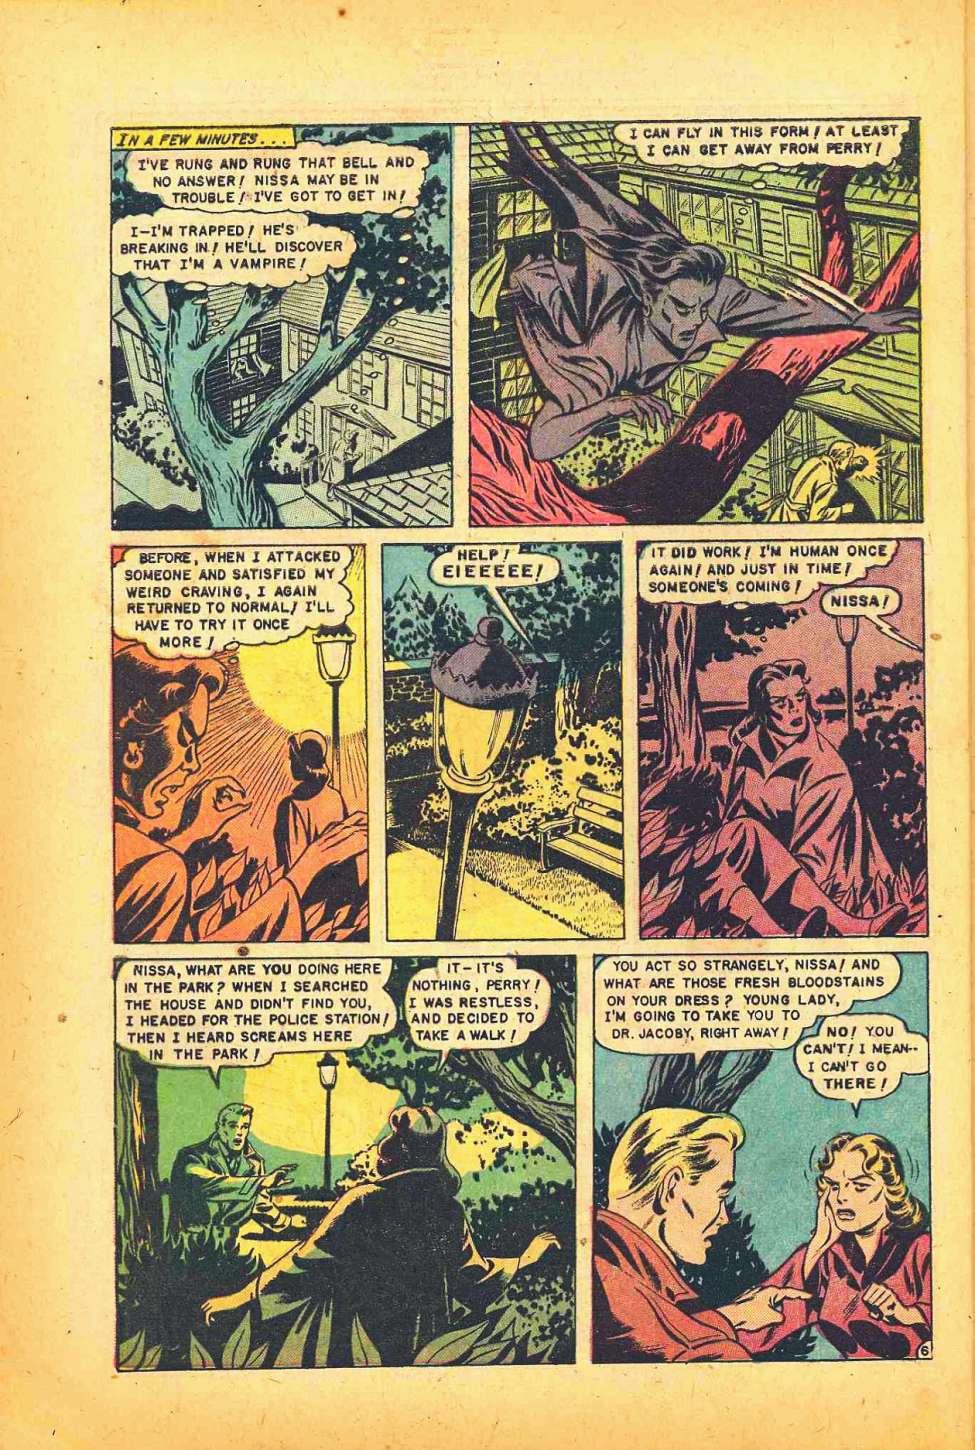 IN A FEW MINUTES...
I'VE RUNG AND RUNG THAT BELL AND
NO ANSWER! NISSA MAY BE IN
TROUBLE! I'VE GOT TO GET IN!
I-I'M TRAPPED! HE'S
BREAKING IN! HE'LL DISCOVER
THAT I'M A VAMPIRE!
I CAN FLY IN THIS FORM! AT LEAST
I CAN GET AWAY FROM PERRY!
BEFORE, WHEN I ATTACKED
SOMEONE AND SATISFIED MY
WEIRD CRAVING, I AGAIN
RETURNED TO NORMAL! I'LL
HAVE TO TRY IT ONCE
MORE!
HELP!
EIEEEEE!
IT DID WORK! I'M HUMAN ONCE
AGAIN! AND JUST IN TIME!
SOMEONE'S COMING!
NISSA!
NISSA, WHAT ARE YOU DOING HERE
IN THE PARK? WHEN I SEARCHED
THE HOUSE AND DIDN'T FIND YOU,
I HEADED FOR THE POLICE STATION!
THEN I HEARD SCREAMS HERE
IN THE PARK!
IT-IT'S
NOTHING, PERRY!
I WAS RESTLESS,
AND DECIDED TO
TAKE A WALK!
YOU ACT SO STRANGELY, NISSA! AND
WHAT ARE THOSE FRESH BLOODSTAINS
ON YOUR DRESS? YOUNG LADY,
I'M GOING TO TAKE YOU TO
DR. JACOBY, RIGHT AWAY!
NO! YOU
CAN'T! I MEAN--
I CAN'T GO
THERE!
6